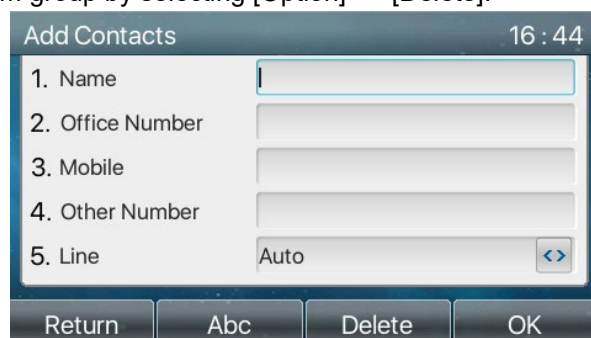 group by selecting [Option] [Delete].
Add Contacts 16:44
1. Name
2. Office Number
3. Mobile
4. Other Number
5. Line Auto <>
Return Abc Delete OK